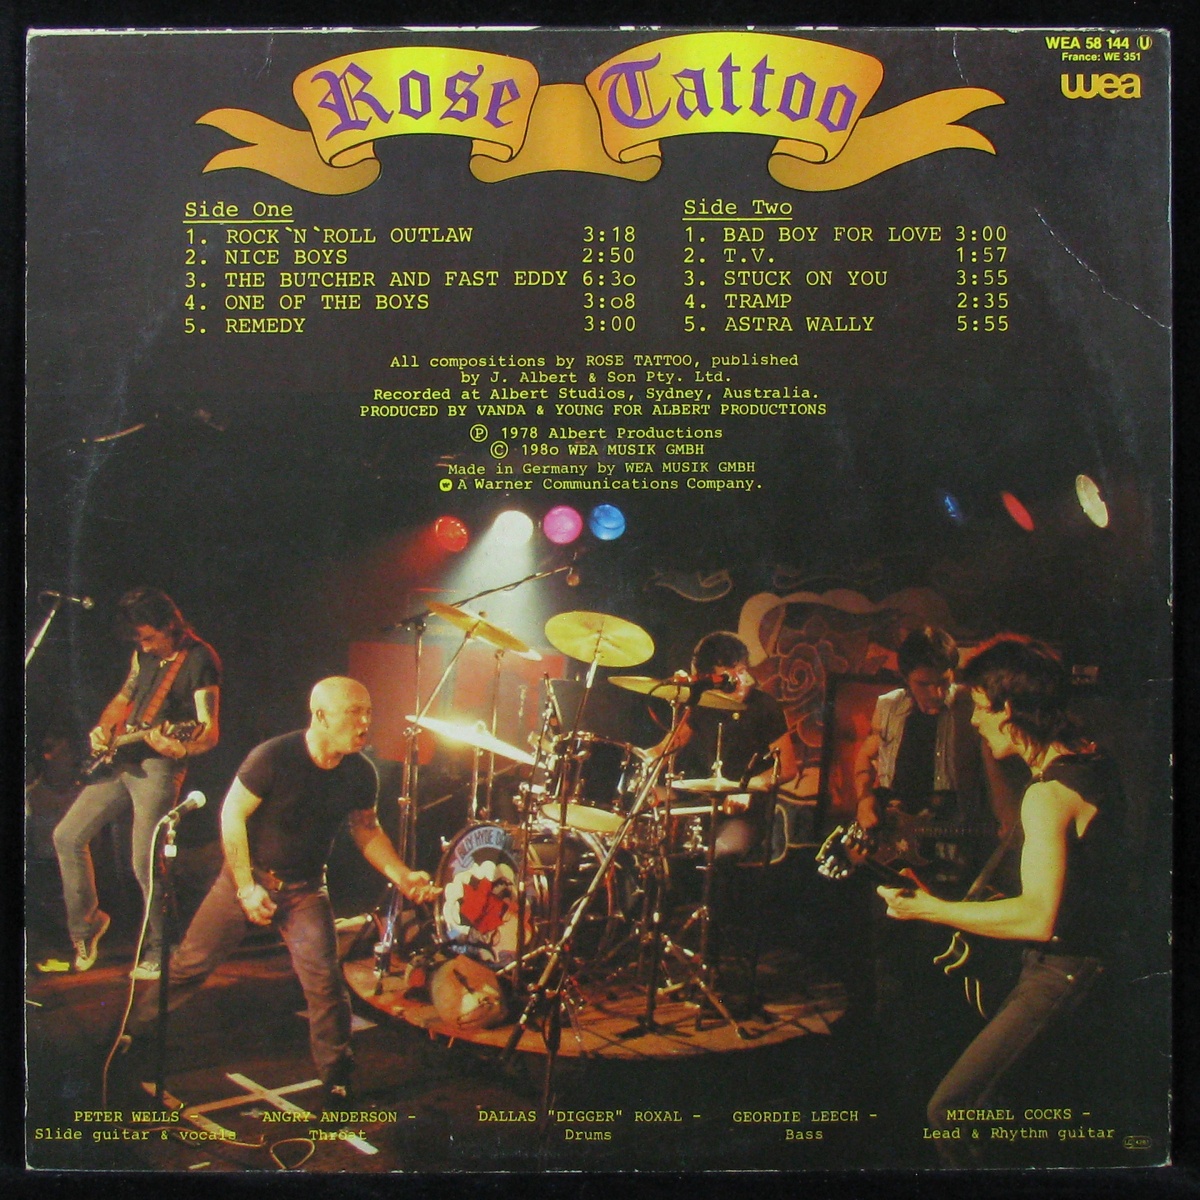 WEA 58 144 Ⓤ
France: WE 351
wea
Rose Tattoo
Side One
1. ROCK`N`ROLL OUTLAW 3:18
2. NICE BOYS 2:50
3. THE BUTCHER AND FAST EDDY 6:3o
4. ONE OF THE BOYS 3:o8
5. REMEDY 3:00
Side Two
1. BAD BOY FOR LOVE 3:00
2. T.V. 1:57
3. STUCK ON YOU 3:55
4. TRAMP 2:35
5. ASTRA WALLY 5:55
All compositions by ROSE TATTOO, published
by J. Albert & Son Pty. Ltd.
Recorded at Albert Studios, Sydney, Australia.
PRODUCED BY VANDA & YOUNG FOR ALBERT PRODUCTIONS
Ⓟ 1978 Albert Productions
© 198o WEA MUSIK GMBH
Made in Germany by WEA MUSIK GMBH
A Warner Communications Company.
PETER WELLS -
Slide guitar & vocals
ANGRY ANDERSON -
Throat
DALLAS "DIGGER" ROXAL -
Drums
GEORDIE LEECH -
Bass
MICHAEL COCKS -
Lead & Rhythm guitar